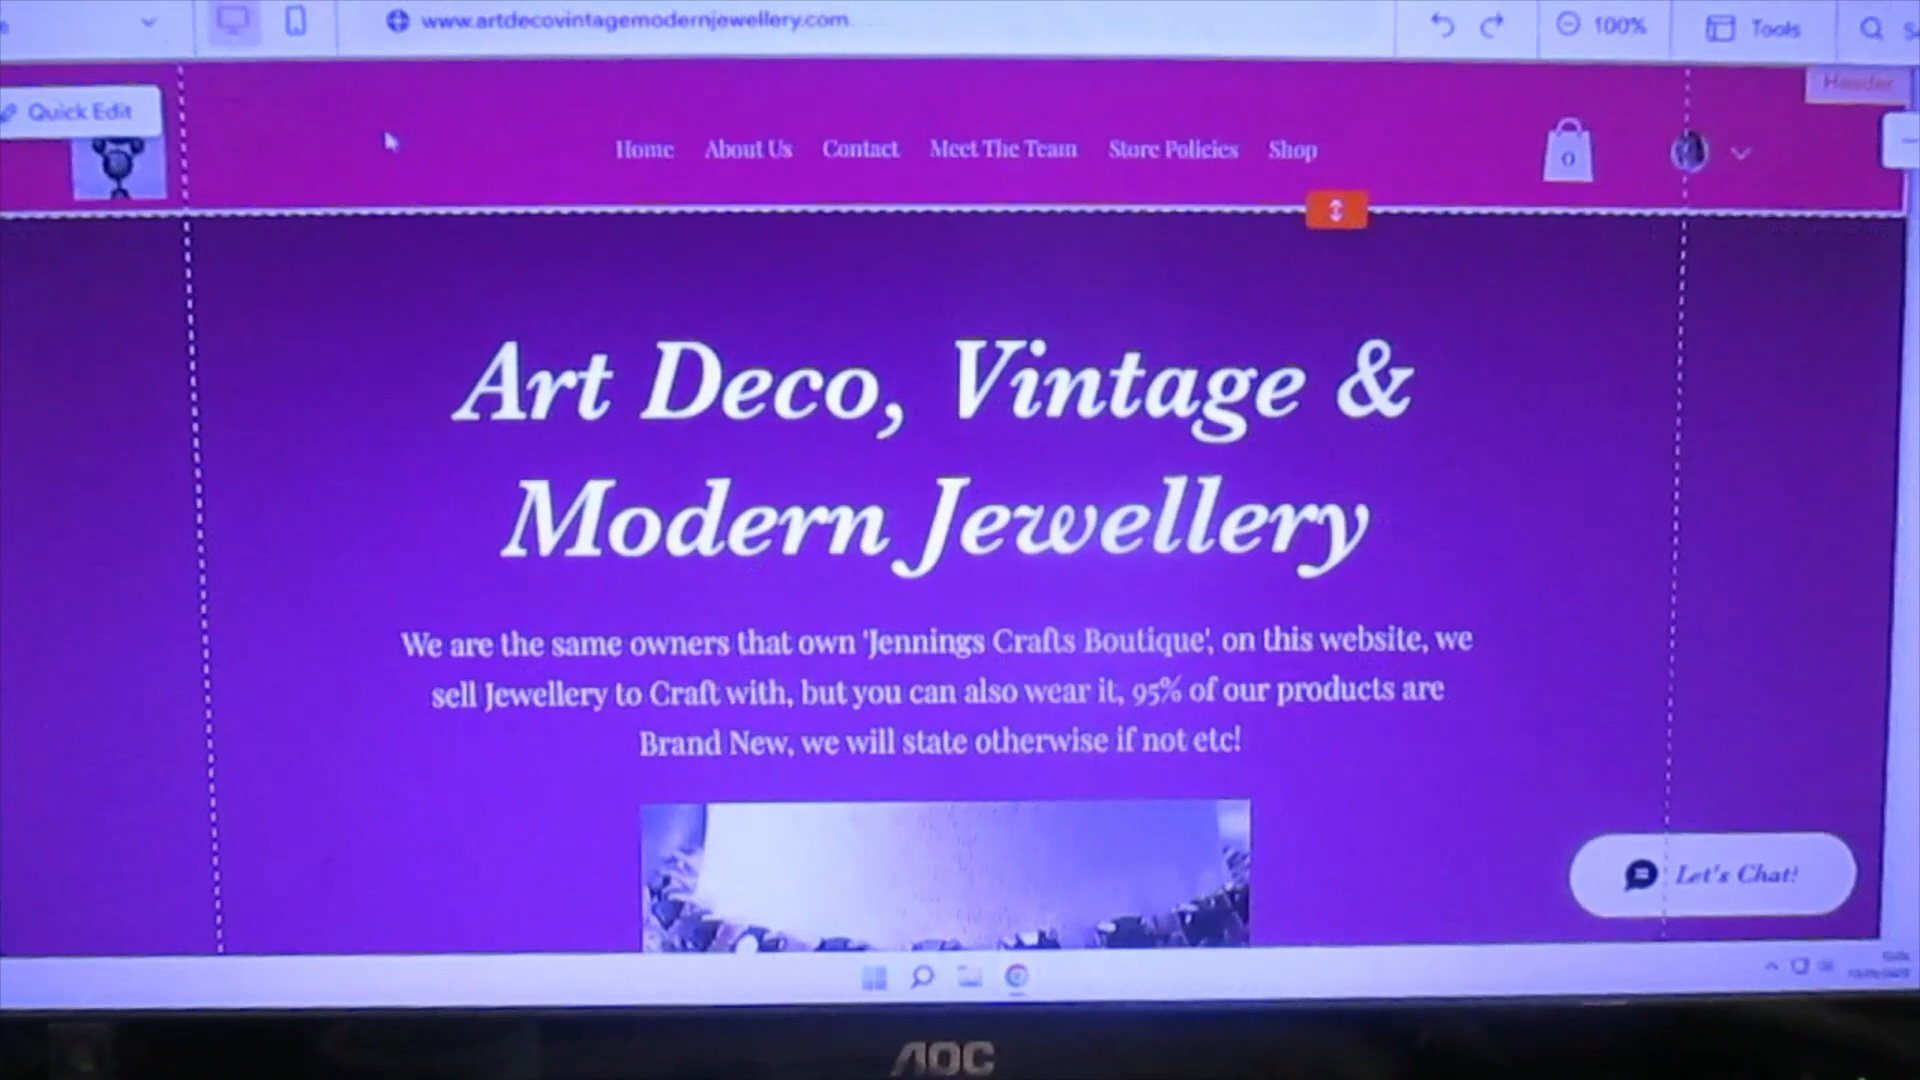 www.artdecovintagemodernjewellery.com
100%
Tools
Header
Quick Edit
Home About Us Contact Meet The Team Store Policies Shop
0
Art Deco, Vintage &
Modern Jewellery
We are the same owners that own 'Jennings Crafts Boutique', on this website, we
sell Jewellery to Craft with, but you can also wear it, 95% of our products are
Brand New, we will state otherwise if not etc!
Let's Chat!
AOC